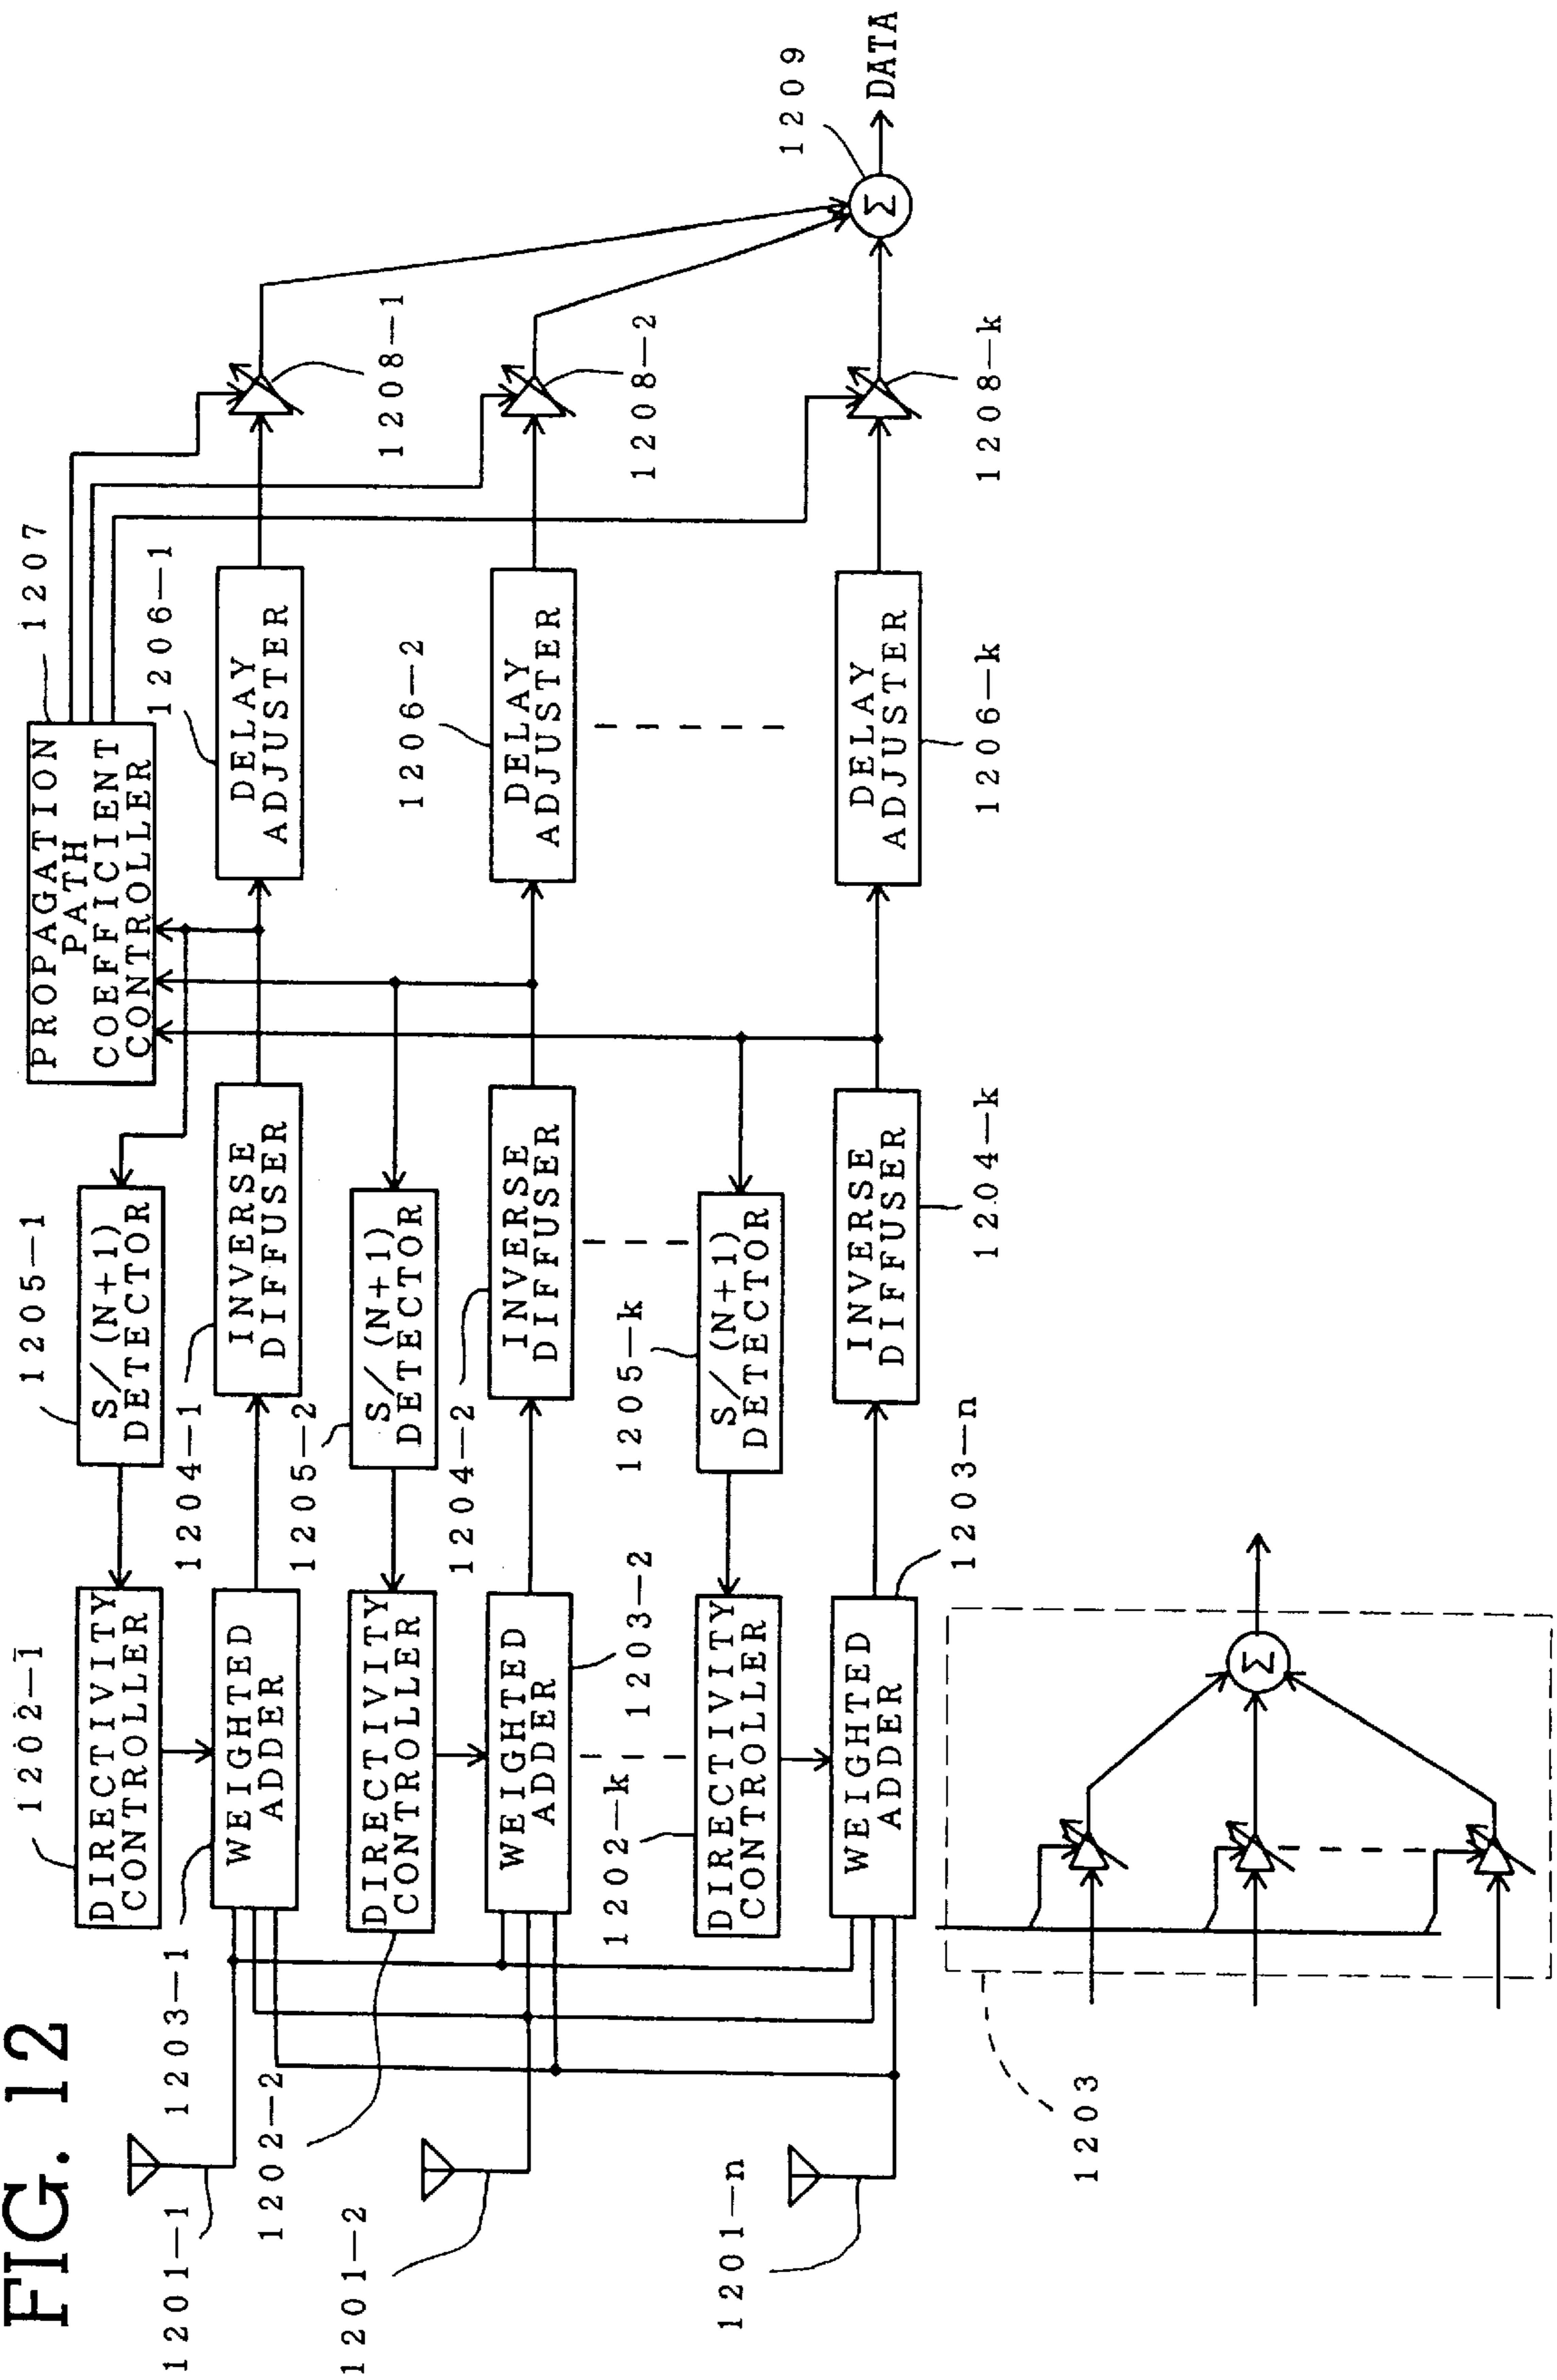 FIG. 12
1201-1
1201-2
1201-n
1202-1
DIRECTIVITY
CONTROLLER
1203-1
WEIGHTED
ADDER
1202-2
DIRECTIVITY
CONTROLLER
WEIGHTED
ADDER
1203-2
1202-k
DIRECTIVITY
CONTROLLER
WEIGHTED
ADDER
1203-n
1205-1
S/(N+1)
DETECTOR
1204-1
INVERSE
DIFFUSER
1205-2
S/(N+1)
DETECTOR
1204-2
INVERSE
DIFFUSER
1205-k
S/(N+1)
DETECTOR
INVERSE
DIFFUSER
1204-k
PROPAGATION
PATH
COEFFICIENT
CONTROLLER
1207
1206-1
DELAY
ADJUSTER
1206-2
DELAY
ADJUSTER
DELAY
ADJUSTER
1206-k
1208-1
1208-2
1208-k
1209
Σ
DATA
1203
Σ